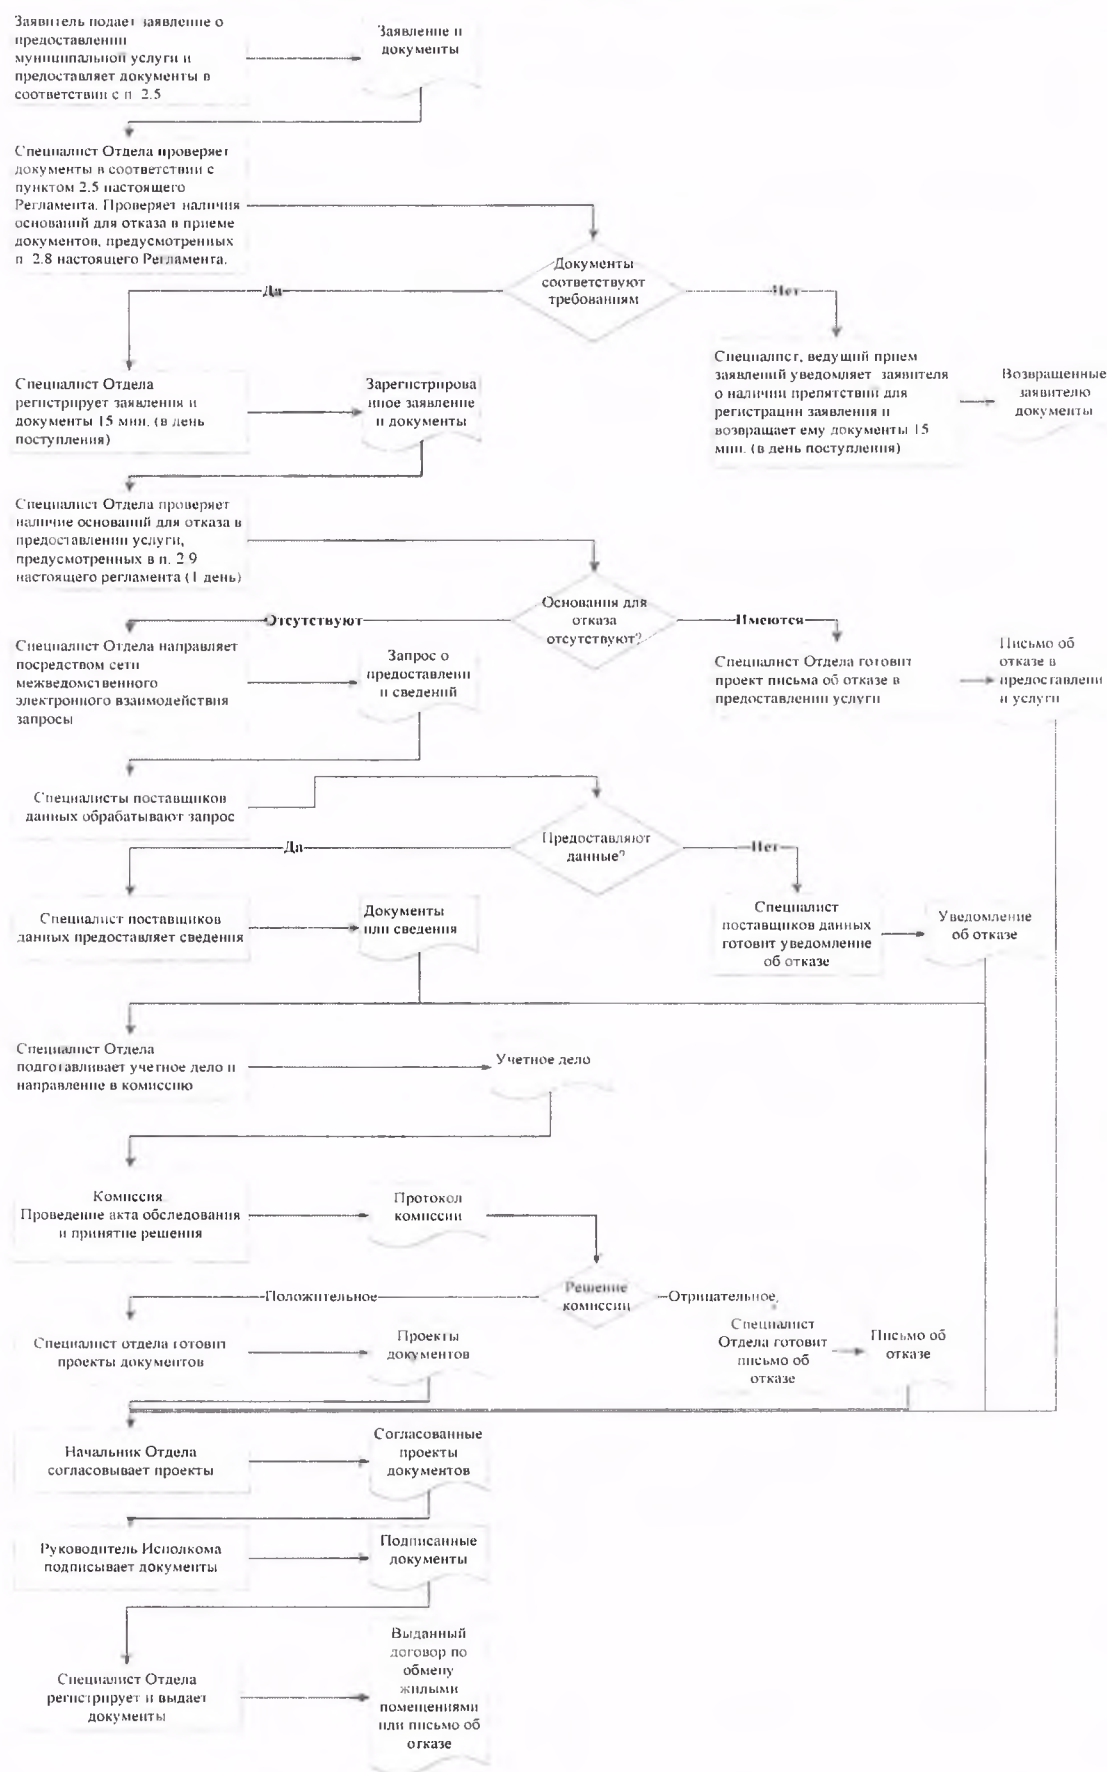 Заявитель подает заявление о
предоставлении
муниципальной услуги и
предоставляет документы в
соответствии с п 2.5
Заявление и
документы
Специалист Отдела проверяет
документы в соответствии с
пунктом 2.5 настоящего
Регламента. Проверяет наличия
оснований для отказа в приеме
документов, предусмотренных
п 2.8 настоящего Регламента.
Документы
соответствуют
требованиям
Да
Нет
Специалист Отдела
регистрирует заявления и
документы 15 мин. (в день
поступления)
Зарегистрирова
нное заявление
и документы
Специалист, ведущий прием
заявлений уведомляет заявителя
о наличии препятствий для
регистрации заявления и
возвращает ему документы 15
мин. (в день поступления)
Возвращенные
заявителю
документы
Специалист Отдела проверяет
наличие оснований для отказа в
предоставлении услуги,
предусмотренных в п. 2 9
настоящего регламента (1 день)
Основания для
отказа
отсутствуют?
Отсутствуют
Имеются
Специалист Отдела направляет
посредством сети
межведомственного
электронного взаимодействия
запросы
Запрос о
предоставлени
и сведений
Специалист Отдела готовит
проект письма об отказе в
предоставлении услуги
Письмо об
отказе в
предоставлени
и услуги
Специалисты поставщиков
данных обрабатывают запрос
Предоставляют
данные?
Да
Нет
Специалист поставщиков
данных предоставляет сведения
Документы
или сведения
Специалист
поставщиков данных
готовит уведомление
об отказе
Уведомление
об отказе
Специалист Отдела
подготавливает учетное дело и
направление в комиссию
Учетное дело
Комиссия
Проведение акта обследования
и принятие решения
Протокол
комиссии
Решение
комиссии
Положительное
Отрицательное
Специалист отдела готовит
проекты документов
Проекты
документов
Специалист
Отдела готовит
письмо об
отказе
Письмо об
отказе
Начальник Отдела
согласовывает проекты
Согласованные
проекты
документов
Руководитель Исполкома
подписывает документы
Подписанные
документы
Специалист Отдела
регистрирует и выдает
документы
Выданный
договор по
обмену
жилыми
помещениями
или письмо об
отказе